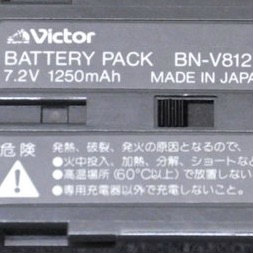 Victor
BATTERY PACK BN-V812
7.2V 1250mAh MADE IN JAPA
危険
発熱、破裂、発火の原因となるので、
●火中投入、加熱、分解、ショートなど
●高温場所(60℃以上)で放置しない
●専用充電器以外で充電しないこと。